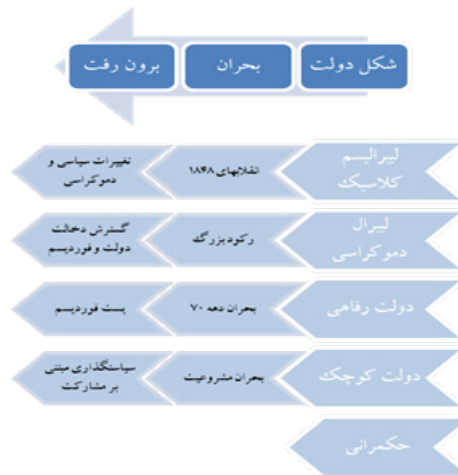 شکل دولت
بحران
برون رفت
لیبرالیسم
کلاسیک
انقلابهای ۱۸۴۸
تغییرات سیاسی و
دموکراسی
لیبرال
دموکراسی
رکود بزرگ
گسترش دخالت
دولت و فوردیسم
دولت رفاهی
بحران دهه ۷۰
پست فوردیسم
دولت کوچک
بحران مشروعیت
سیاستگذاری مبتنی
بر مشارکت
حکمرانی